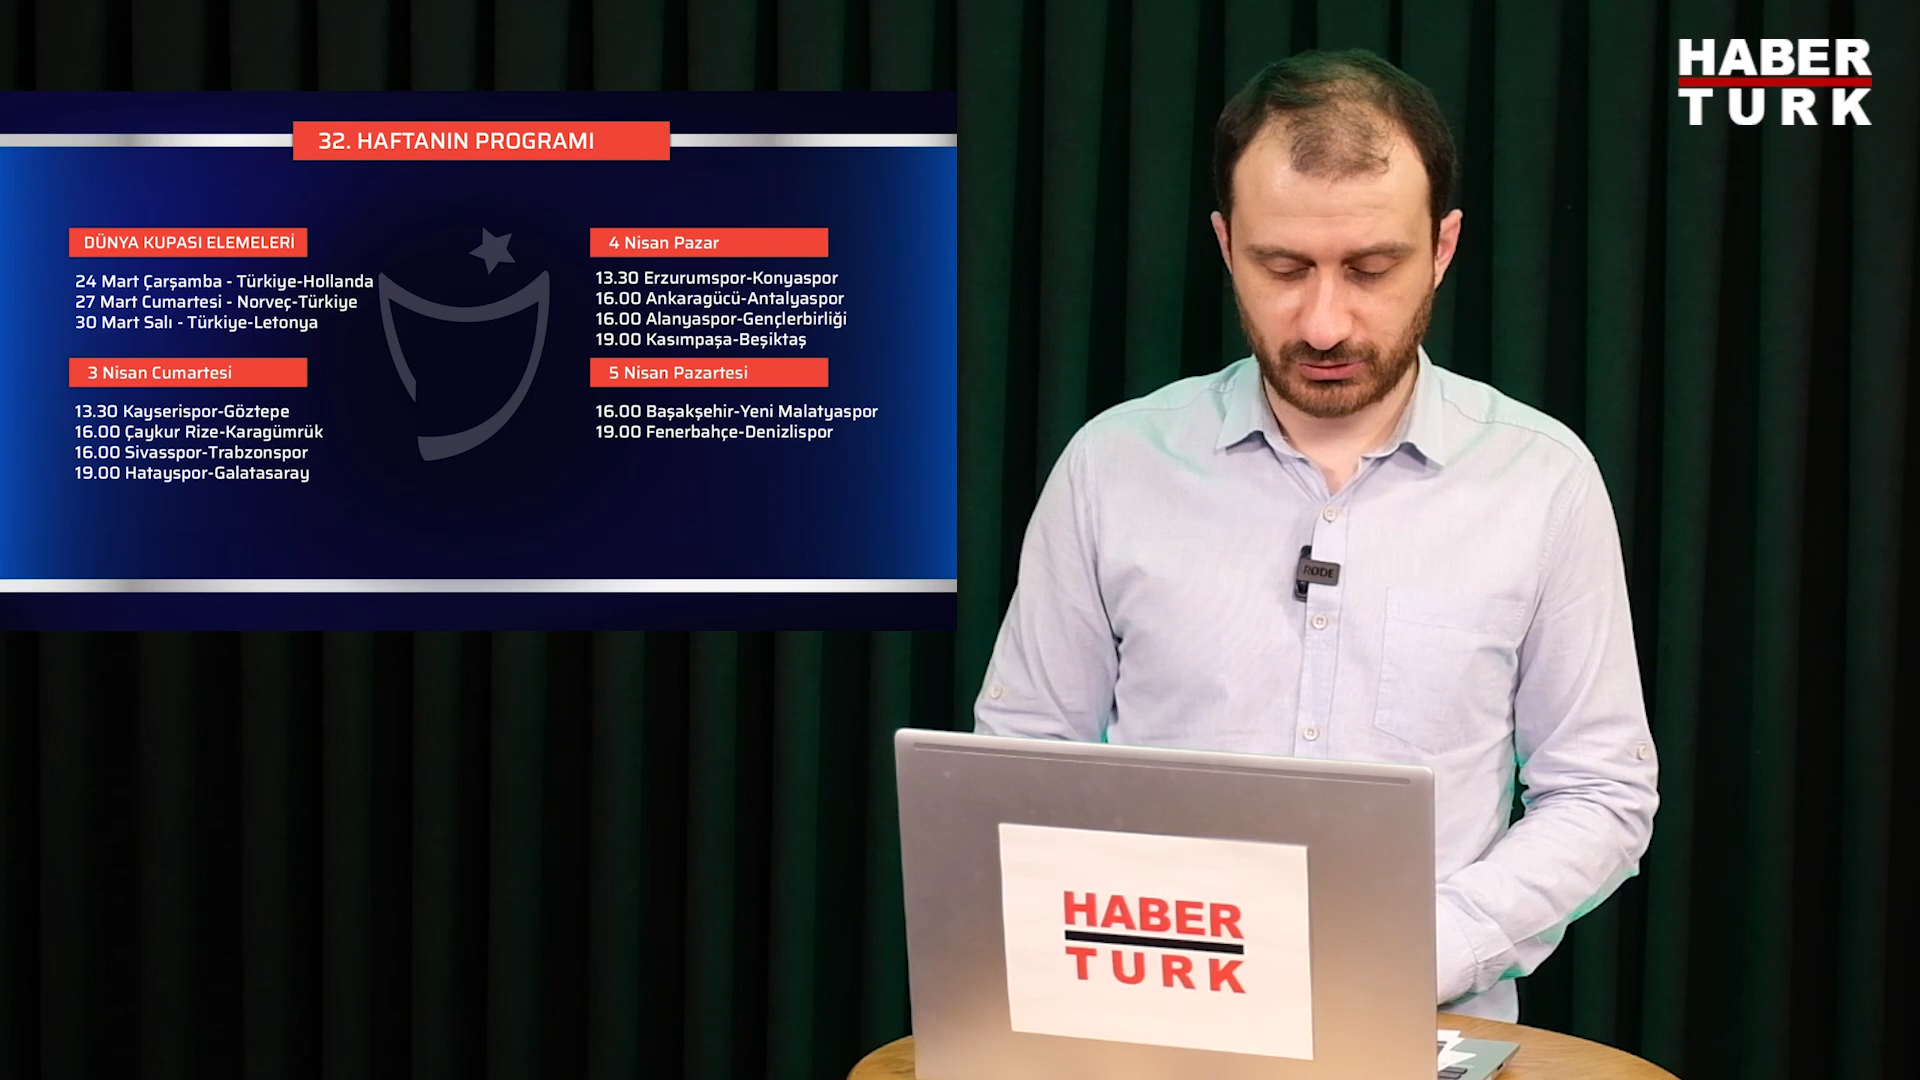 32. HAFTANIN PROGRAMI
DÜNYA KUPASI ELEMELERİ
24 Mart Çarşamba - Türkiye-Hollanda
27 Mart Cumartesi - Norveç-Türkiye
30 Mart Salı - Türkiye-Letonya
3 Nisan Cumartesi
13.30 Kayserispor-Göztepe
16.00 Çaykur Rize-Karagümrük
16.00 Sivasspor-Trabzonspor
19.00 Hatayspor-Galatasaray
4 Nisan Pazar
13.30 Erzurumspor-Konyaspor
16.00 Ankaragücü-Antalyaspor
16.00 Alanyaspor-Gençlerbirliği
19.00 Kasımpaşa-Beşiktaş
5 Nisan Pazartesi
16.00 Başakşehir-Yeni Malatyaspor
19.00 Fenerbahçe-Denizlispor
HABER
TURK
RØDE
HABER
TURK